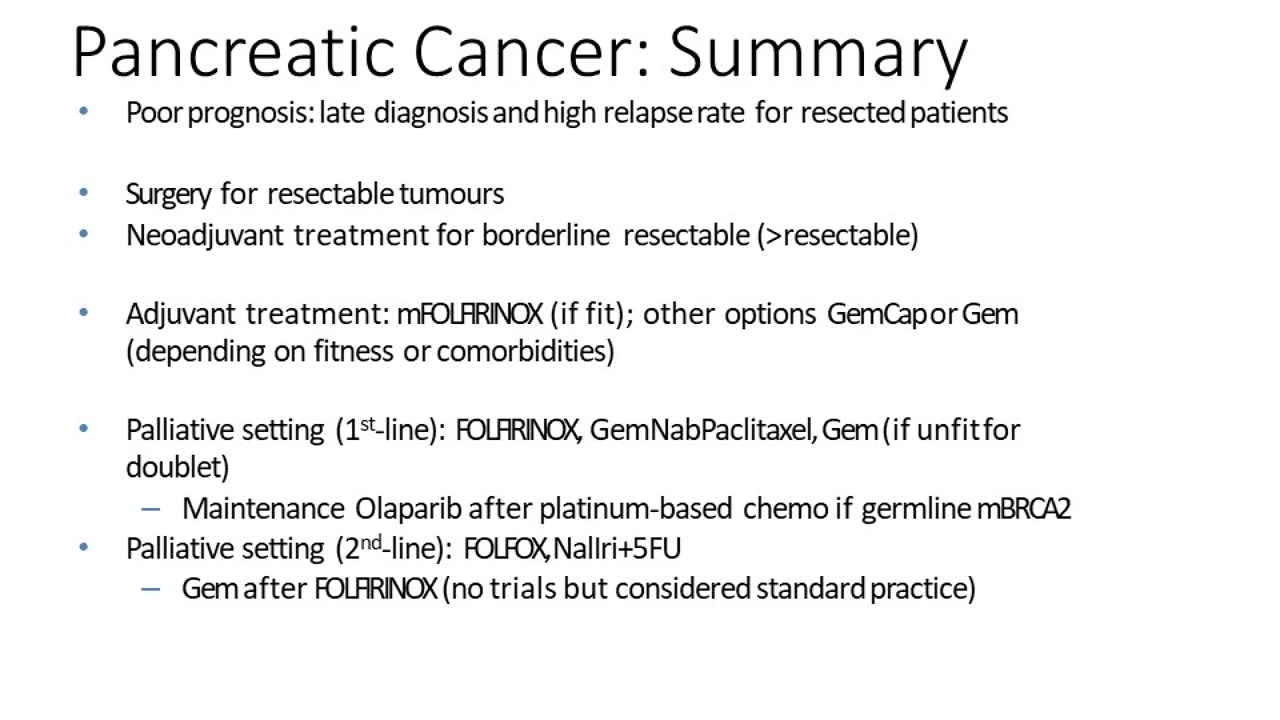 Pancreatic Cancer: Summary
• Poor prognosis: late diagnosis and high relapse rate for resected patients
• Surgery for resectable tumours
• Neoadjuvant treatment for borderline resectable (>resectable)
• Adjuvant treatment: mFOLFIRINOX (if fit); other options GemCap or Gem
(depending on fitness or comorbidities)
• Palliative setting (1st-line): FOLFIRINOX, GemNabPaclitaxel, Gem (if unfit for
doublet)
– Maintenance Olaparib after platinum-based chemo if germline mBRCA2
• Palliative setting (2nd-line): FOLFOX, NalIri+5FU
– Gem after FOLFIRINOX (no trials but considered standard practice)